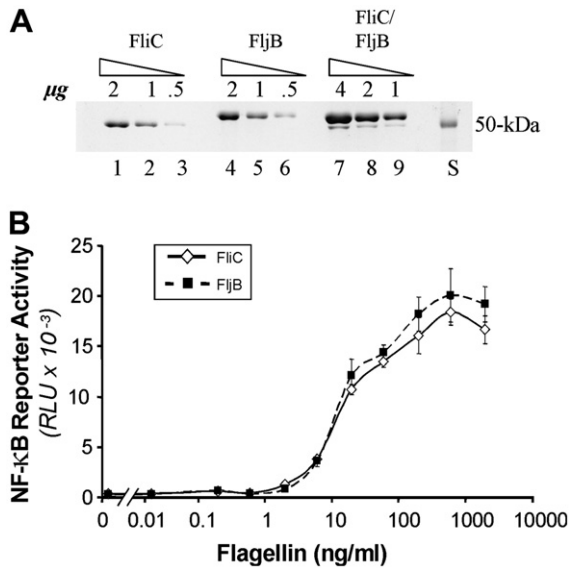 A
FliC FljB FliC/
FljB
µg 2 1 .5 2 1 .5 4 2 1
50-kDa
1 2 3 4 5 6 7 8 9 S
B
NF-κB Reporter Activity
(RLU x 10⁻³)
25
20
15
10
5
0
FliC
FljB
0 0.01 0.1 1 10 100 1000 10000
Flagellin (ng/ml)